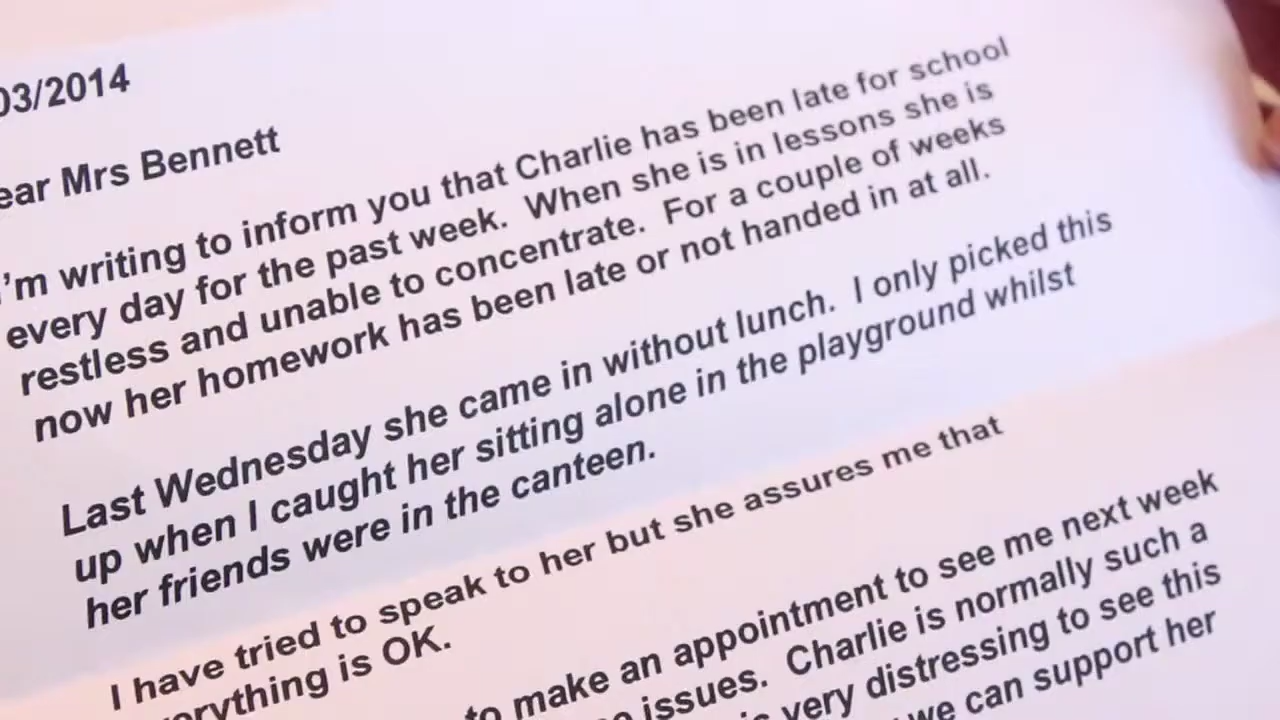 03/2014
ear Mrs Bennett
I'm writing to inform you that Charlie has been late for school
every day for the past week. When she is in lessons she is
restless and unable to concentrate. For a couple of weeks
now her homework has been late or not handed in at all.
Last Wednesday she came in without lunch. I only picked this
up when I caught her sitting alone in the playground whilst
her friends were in the canteen.
I have tried to speak to her but she assures me that
erything is OK.
to make an appointment to see me next week
issues. Charlie is normally such a
very distressing to see this
we can support her